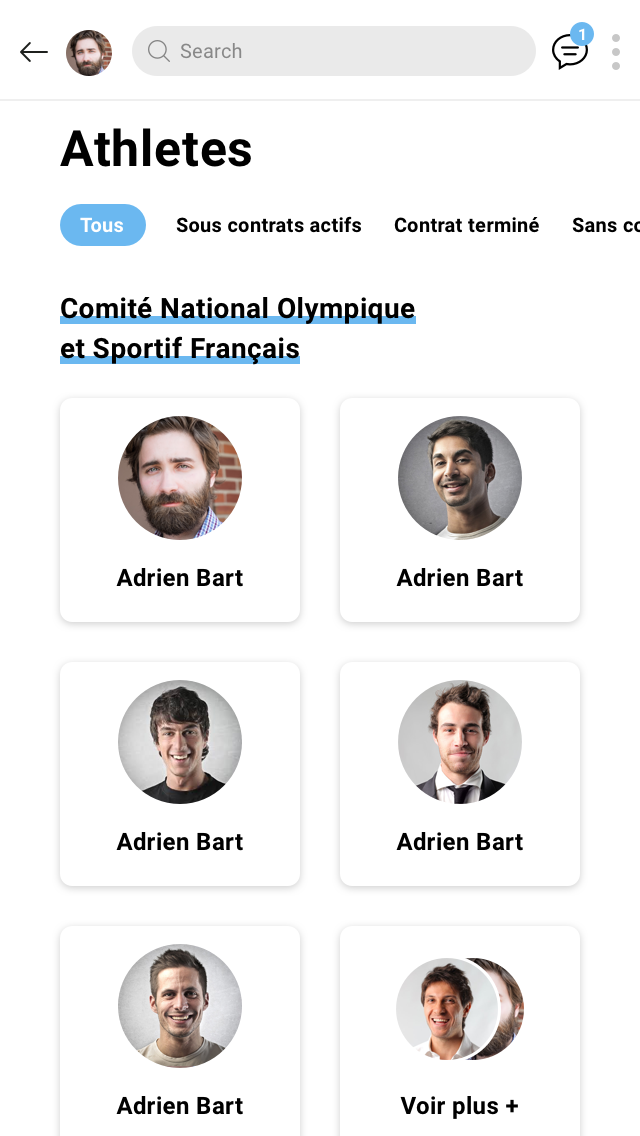 Search
1
Athletes
Tous Sous contrats actifs Contrat terminé Sans
Comité National Olympique
et Sportif Français
Adrien Bart Adrien Bart
Adrien Bart Adrien Bart
Adrien Bart Voir plus +